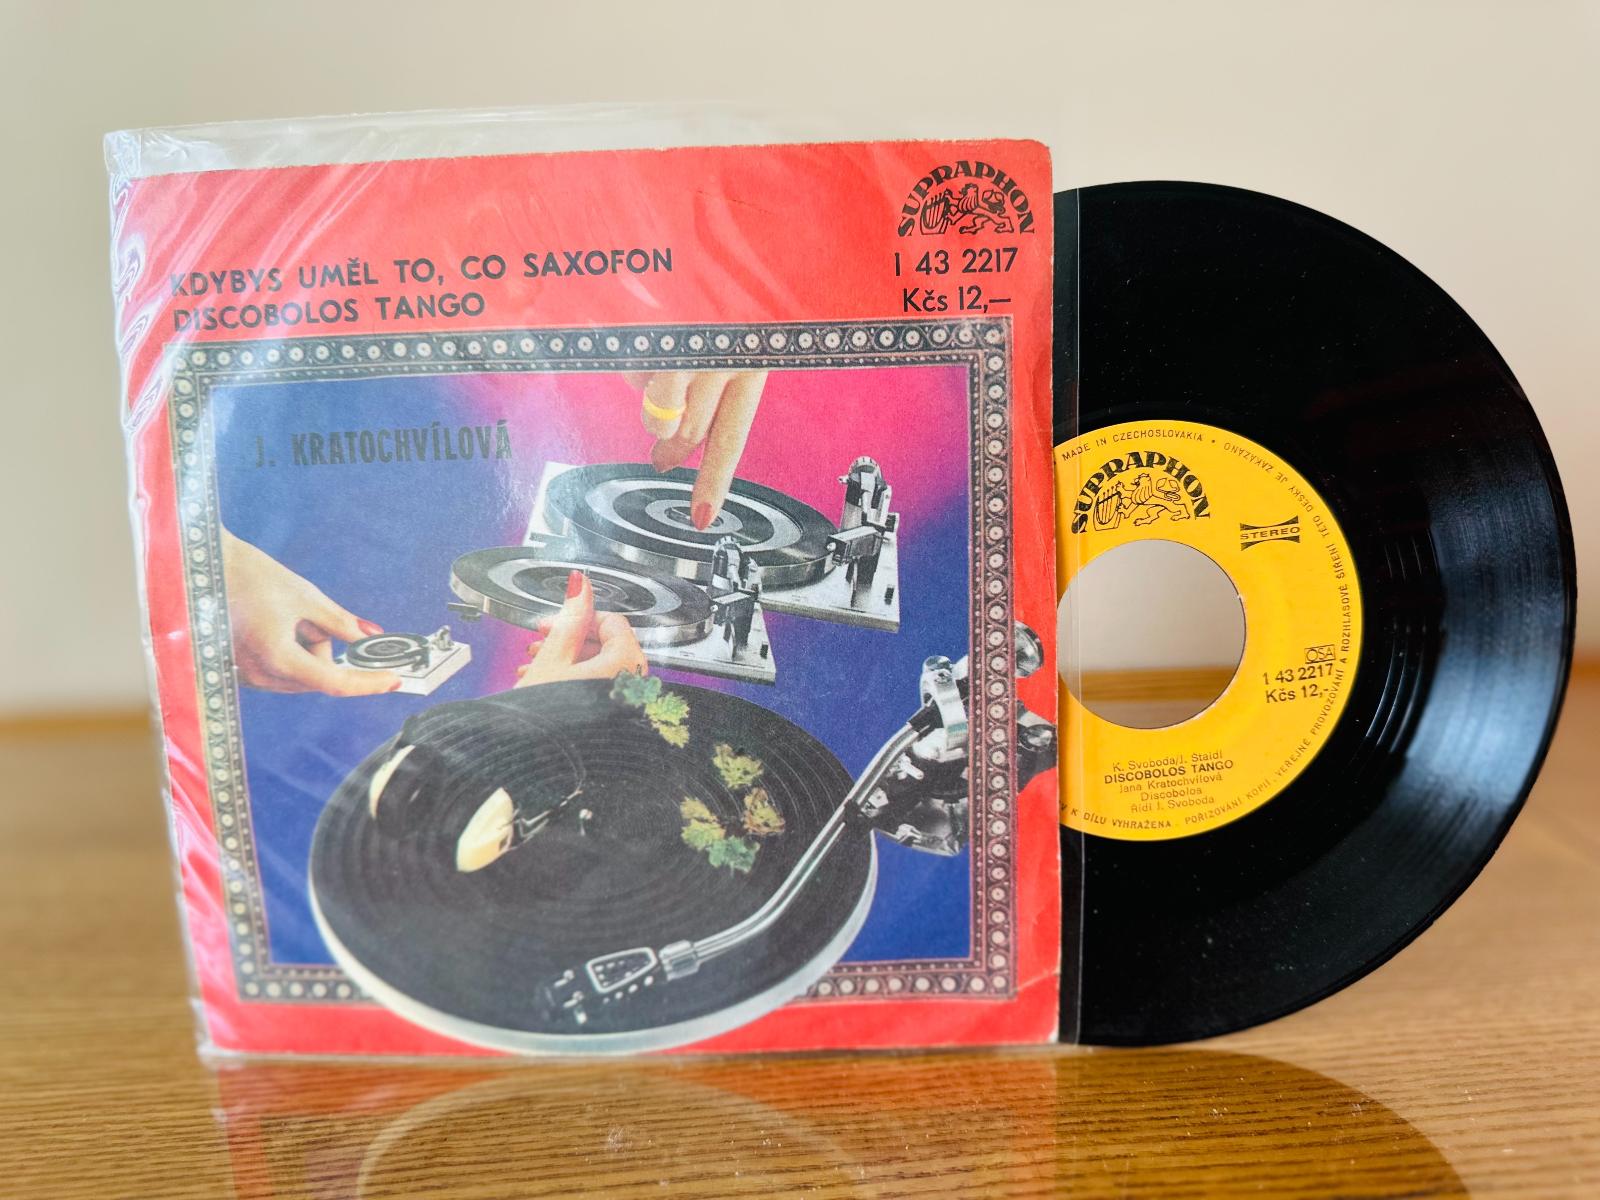 SUPRAPHON
KDYBYS UMĚL TO, CO SAXOFON
DISCOBOLOS TANGO
1 43 2217
Kčs 12,—
J. KRATOCHVÍLOVÁ
MADE IN CZECHOSLOVAKIA •
SUPRAPHON
STEREO
OSA
1 43 2217
Kčs 12,-
K. Svoboda/J. Štaidl
DISCOBOLOS TANGO
Jana Kratochvílová
Discobolos
Řídí J. Svoboda
K DÍLU VYHRAŽENA . POŘIZOVÁNÍ KOPIÍ, VEŘEJNÉ PROVOZOVÁNÍ A ROZHLASOVÉ ŠÍŘENÍ TÉTO DESKY JE ZAKÁZÁNO